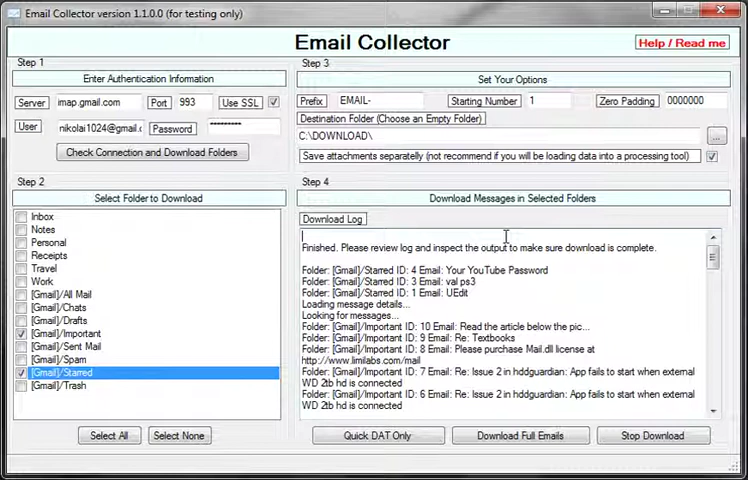 Email Collector version 1.1.0.0 (for testing only)
Email Collector
Help / Read me
Step 1
Enter Authentication Information
Server imap.gmail.com Port 993 Use SSL
User nikolai1024@gmail.c Password *********
Check Connection and Download Folders
Step 2
Select Folder to Download
Inbox
Notes
Personal
Receipts
Travel
Work
[Gmail]/All Mail
[Gmail]/Chats
[Gmail]/Drafts
[Gmail]/Important
[Gmail]/Sent Mail
[Gmail]/Spam
[Gmail]/Starred
[Gmail]/Trash
Select All Select None
Step 3
Set Your Options
Prefix EMAIL- Starting Number 1 Zero Padding 0000000
Destination Folder (Choose an Empty Folder)
C:\DOWNLOAD\ ...
Save attachments separatelly (not recommend if you will be loading data into a processing tool)
Step 4
Download Messages in Selected Folders
Download Log
Finished. Please review log and inspect the output to make sure download is complete.
Folder: [Gmail]/Starred ID: 4 Email: Your YouTube Password
Folder: [Gmail]/Starred ID: 3 Email: val ps3
Folder: [Gmail]/Starred ID: 1 Email: UEdit
Loading message details...
Looking for messages...
Folder: [Gmail]/Important ID: 10 Email: Read the article below the pic...
Folder: [Gmail]/Important ID: 9 Email: Re: Textbooks
Folder: [Gmail]/Important ID: 8 Email: Please purchase Mail.dll license at
http://www.limilabs.com/mail
Folder: [Gmail]/Important ID: 7 Email: Re: Issue 2 in hddguardian: App fails to start when external
WD 2tb hd is connected
Folder: [Gmail]/Important ID: 6 Email: Re: Issue 2 in hddguardian: App fails to start when external
WD 2tb hd is connected
Quick DAT Only Download Full Emails Stop Download